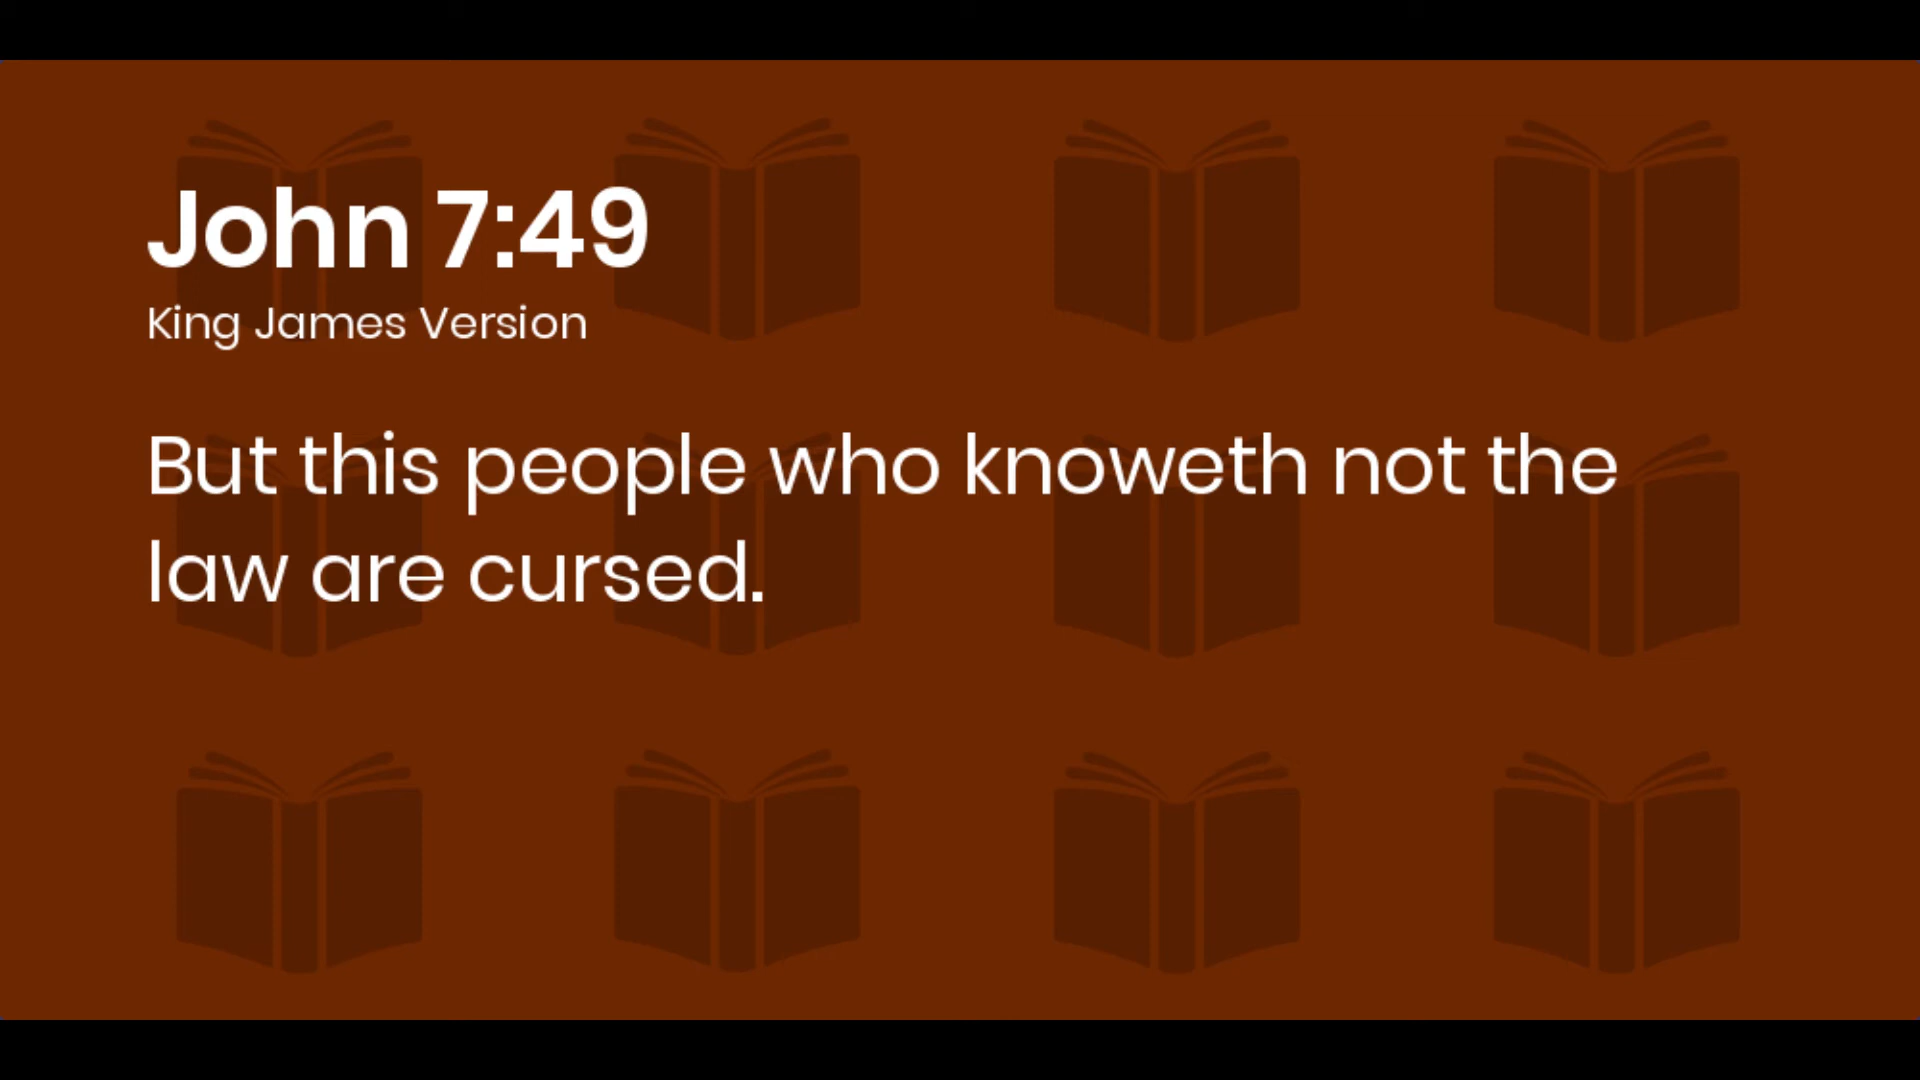 John 7:49
King James Version
But this people who knoweth not the
law are cursed.